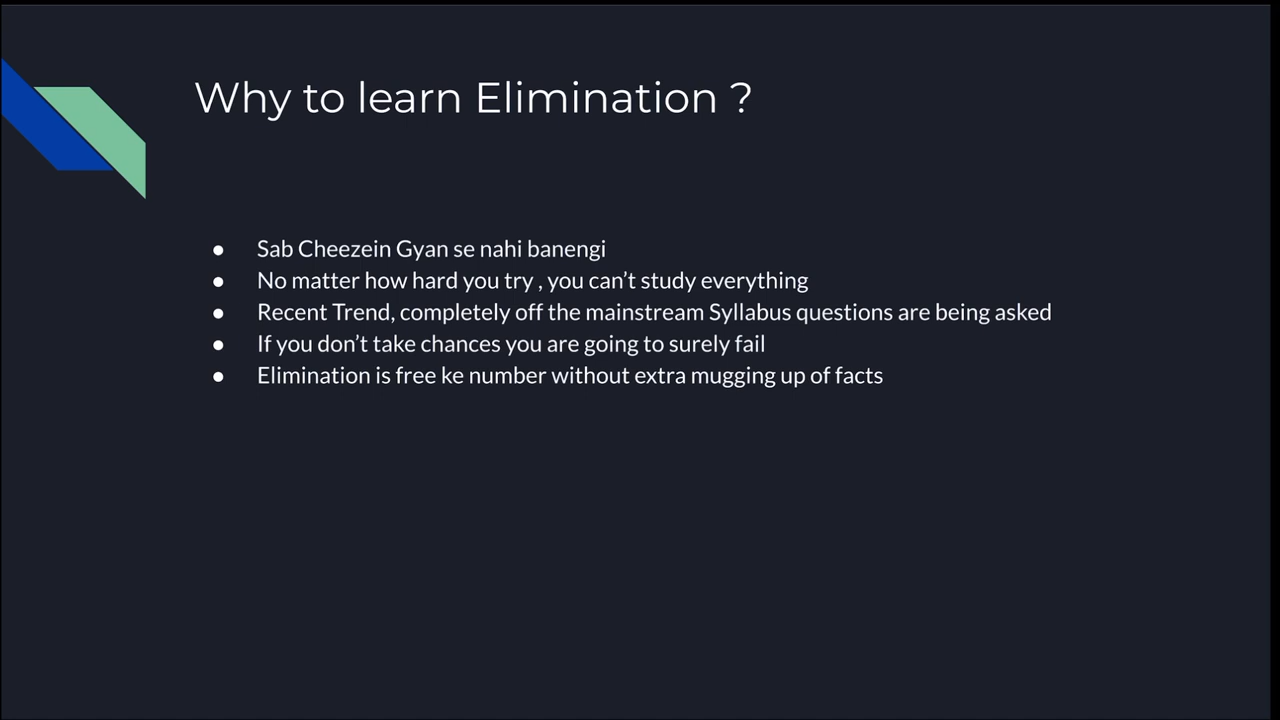 Why to learn Elimination ?
● Sab Cheezein Gyan se nahi banengi
● No matter how hard you try , you can’t study everything
● Recent Trend, completely off the mainstream Syllabus questions are being asked
● If you don’t take chances you are going to surely fail
● Elimination is free ke number without extra mugging up of facts